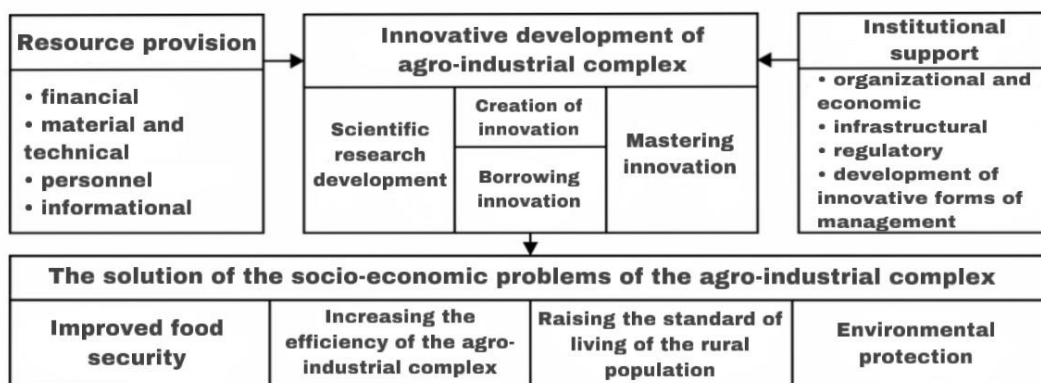 Resource provision
• financial
• material and
technical
• personnel
• informational
Innovative development of
agro-industrial complex
Scientific
research
development
Creation of
innovation
Borrowing
innovation
Mastering
innovation
Institutional
support
• organizational and
economic
• infrastructural
• regulatory
• development of
innovative forms of
management
The solution of the socio-economic problems of the agro-industrial complex
Improved food
security
Increasing the
efficiency of the agro-
industrial complex
Raising the standard of
living of the rural
population
Environmental
protection